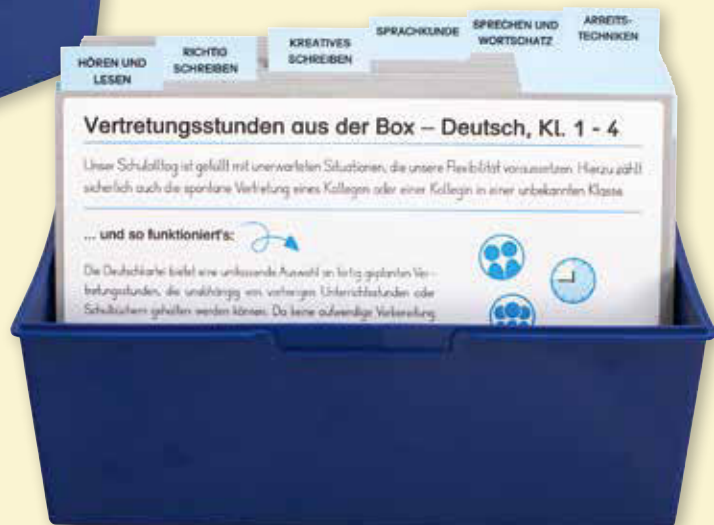 HÖREN UND
LESEN
RICHTIG
SCHREIBEN
KREATIVES
SCHREIBEN
SPRACHKUNDE
SPRECHEN UND
WORTSCHATZ
ARBEITS-
TECHNIKEN
Vertretungsstunden aus der Box – Deutsch, Kl. 1 - 4
Unser Schulalltag ist gefüllt mit unerwarteten Situationen, die unsere Flexibilität voraussetzen. Hierzu zählt
sicherlich auch die spontane Vertretung eines Kollegen oder einer Kollegin in einer unbekannten Klasse.
... und so funktioniert's:
Die Deutschkartei bietet eine umfassende Auswahl an fertig geplanten Ver-
tretungsstunden, die unabhängig von vorherigen Unterrichtsstunden oder
Schulbüchern gehalten werden können. Da keine aufwendige Vorbereitung